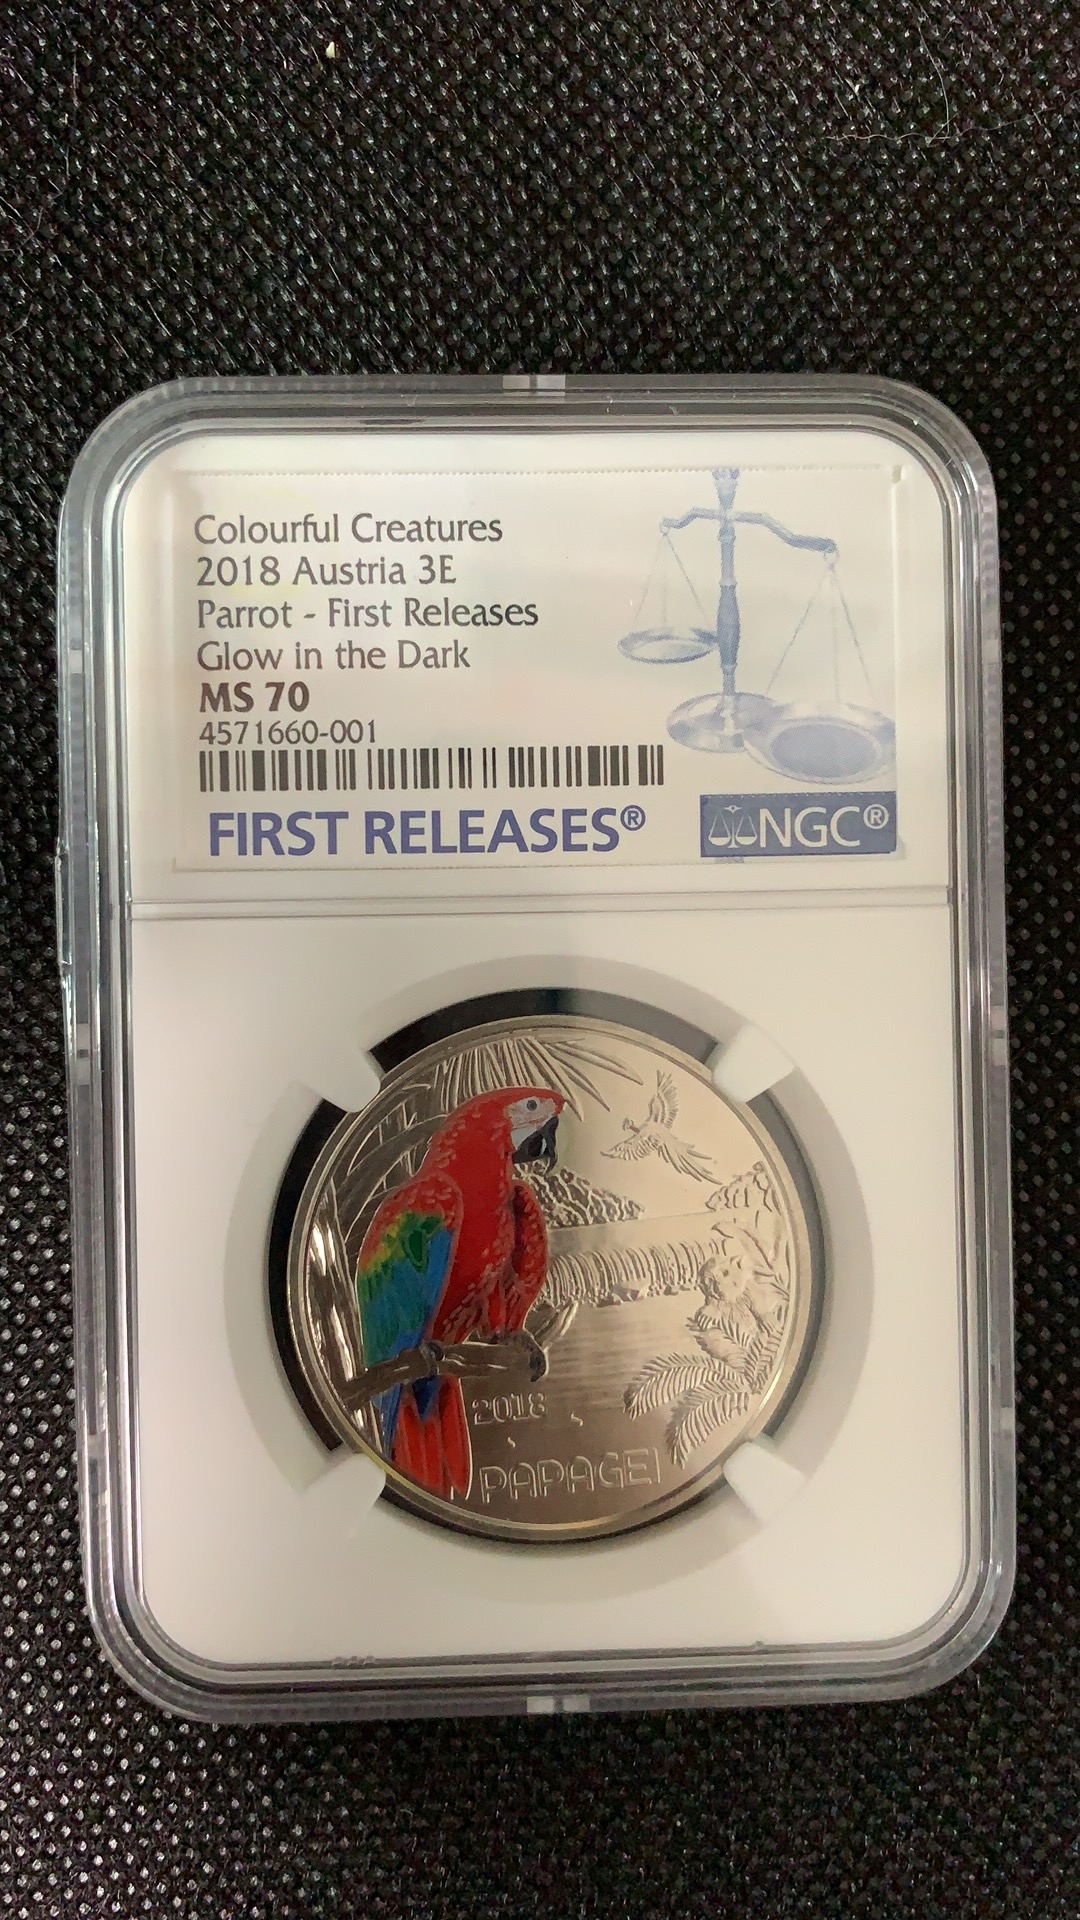 Colourful Creatures
2018 Austria 3E
Parrot - First Releases
Glow in the Dark
MS 70
4571660-001
FIRST RELEASES®
NGC®
2018
PAPAGEI